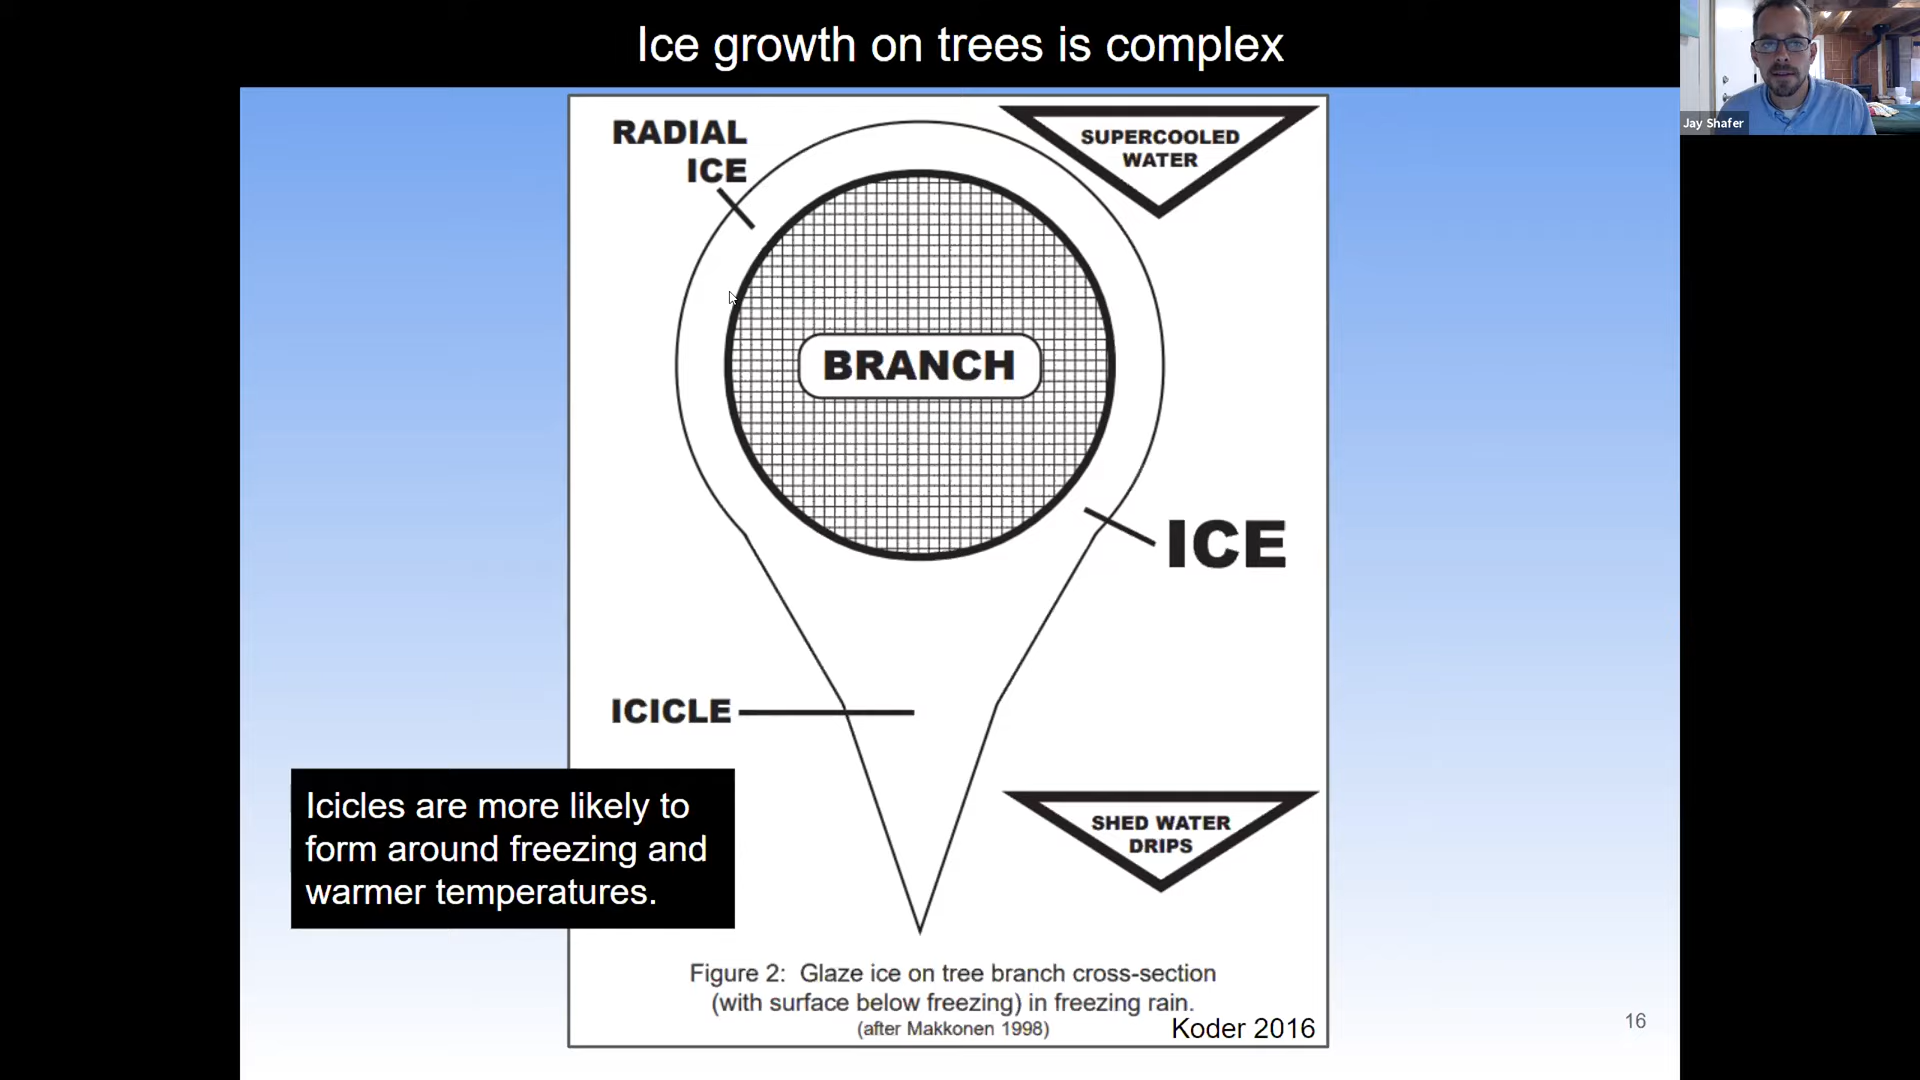 Ice growth on trees is complex
Jay Shafer
RADIAL
ICE
SUPERCOOLED
WATER
BRANCH
ICE
ICICLE
Icicles are more likely to
form around freezing and
warmer temperatures.
SHED WATER
DRIPS
Figure 2: Glaze ice on tree branch cross-section
(with surface below freezing) in freezing rain.
(after Makkonen 1998)
Koder 2016
16